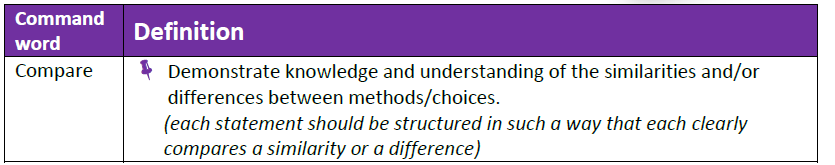 Command
word
Definition
Compare
Demonstrate knowledge and understanding of the similarities and/or
differences between methods/choices.
(each statement should be structured in such a way that each clearly
compares a similarity or a difference)